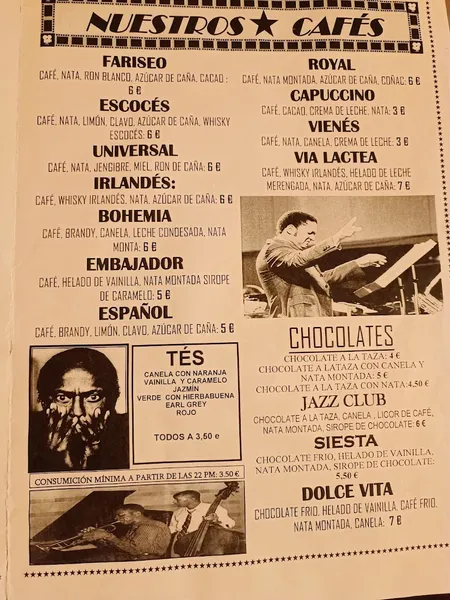 NUESTROS ★ CAFÉS
FARISEO
CAFÉ, NATA, RON BLANCO, AZÚCAR DE CAÑA, CACAO :
6 €
ESCOCÉS
CAFÉ, NATA, LIMÓN, CLAVO, AZÚCAR DE CAÑA, WHISKY
ESCOCÉS: 6 €
UNIVERSAL
CAFÉ, NATA, JENGIBRE, MIEL, RON DE CAÑA: 6 €
IRLANDÉS:
CAFÉ, WHISKY IRLANDÉS, NATA, AZÚCAR DE CAÑA: 6 €
BOHEMIA
CAFÉ, BRANDY, CANELA, LECHE CONDESADA, NATA
MONTA: 6 €
EMBAJADOR
CAFÉ, HELADO DE VAINILLA, NATA MONTADA SIROPE
DE CARAMELO: 5 €
ESPAÑOL
CAFÉ, BRANDY, LIMÓN, CLAVO, AZÚCAR DE CAÑA: 5 €
TÉS
CANELA CON NARANJA
VAINILLA Y CARAMELO
JAZMÍN
VERDE CON HIERBABUENA
EARL GREY
ROJO
TODOS A 3,50 e
CONSUMICIÓN MÍNIMA A PARTIR DE LAS 22 PM: 3.50 €
ROYAL
CAFÉ, NATA MONTADA, AZÚCAR DE CAÑA, COÑAC: 6 €
CAPUCCINO
CAFÉ, CACAO, CREMA DE LECHE, NATA: 3 €
VIENÉS
CAFÉ, NATA, CANELA, CREMA DE LECHE: 3 €
VIA LACTEA
CAFÉ, WHISKY IRLANDÉS, HELADO DE LECHE
MERENGADA, NATA, AZÚCAR DE CAÑA: 7 €
CHOCOLATES
CHOCOLATE A LA TAZA: 4 €
CHOCOLATE A LATAZA CON CANELA Y
NATA MONTADA: 5 €
CHOCOLATE A LA TAZA CON NATA:4,50 €
JAZZ CLUB
CHOCOLATE A LA TAZA, CANELA , LICOR DE CAFÉ,
NATA MONTADA, SIROPE DE CHOCOLATE: 6 €
SIESTA
CHOCOLATE FRIO, HELADO DE VAINILLA,
NATA MONTADA, SIROPE DE CHOCOLATE.
5,50 €
DOLCE VITA
CHOCOLATE FRIO, HELADO DE VAINILLA, CAFÉ FRIO,
NATA MONTADA, CANELA: 7 €